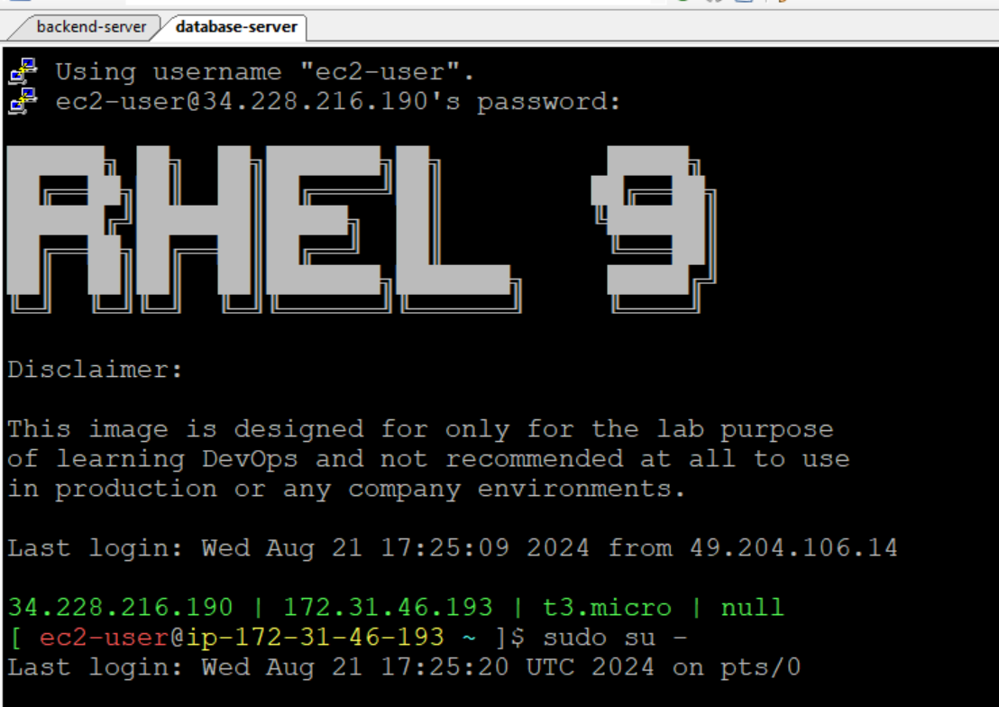 backend-server
database-server
Using username "ec2-user".
ec2-user@34.228.216.190's password:
RHEL 9
Disclaimer:
This image is designed for only for the lab purpose
of learning DevOps and not recommended at all to use
in production or any company environments.
Last login: Wed Aug 21 17:25:09 2024 from 49.204.106.14
34.228.216.190 | 172.31.46.193 | t3.micro | null
[ ec2-user@ip-172-31-46-193 ~ ]$ sudo su -
Last login: Wed Aug 21 17:25:20 UTC 2024 on pts/0